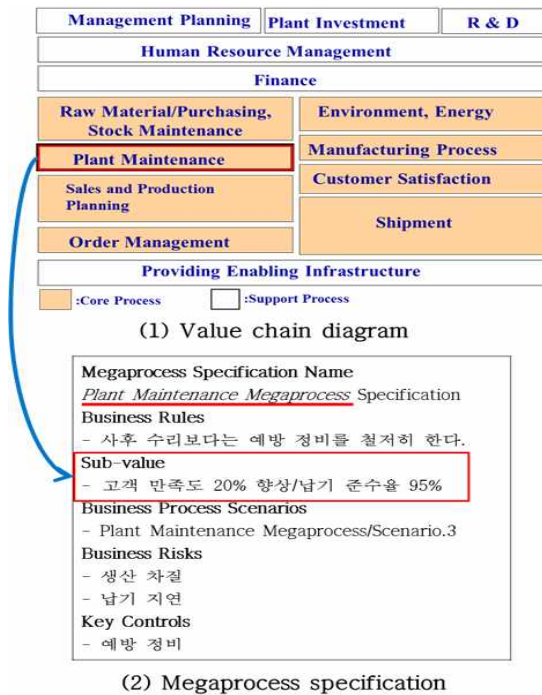 Management Planning
Plant Investment
R & D
Human Resource Management
Finance
Raw Material/Purchasing,
Stock Maintenance
Environment, Energy
Plant Maintenance
Manufacturing Process
Sales and Production
Planning
Customer Satisfaction
Order Management
Shipment
Providing Enabling Infrastructure
:Core Process
:Support Process
(1) Value chain diagram
Megaprocess Specification Name
Plant Maintenance Megaprocess Specification
Business Rules
- 사후 수리보다는 예방 정비를 철저히 한다.
Sub-value
- 고객 만족도 20% 향상/납기 준수율 95%
Business Process Scenarios
- Plant Maintenance Megaprocess/Scenario.3
Business Risks
- 생산 차질
- 납기 지연
Key Controls
- 예방 정비
(2) Megaprocess specification